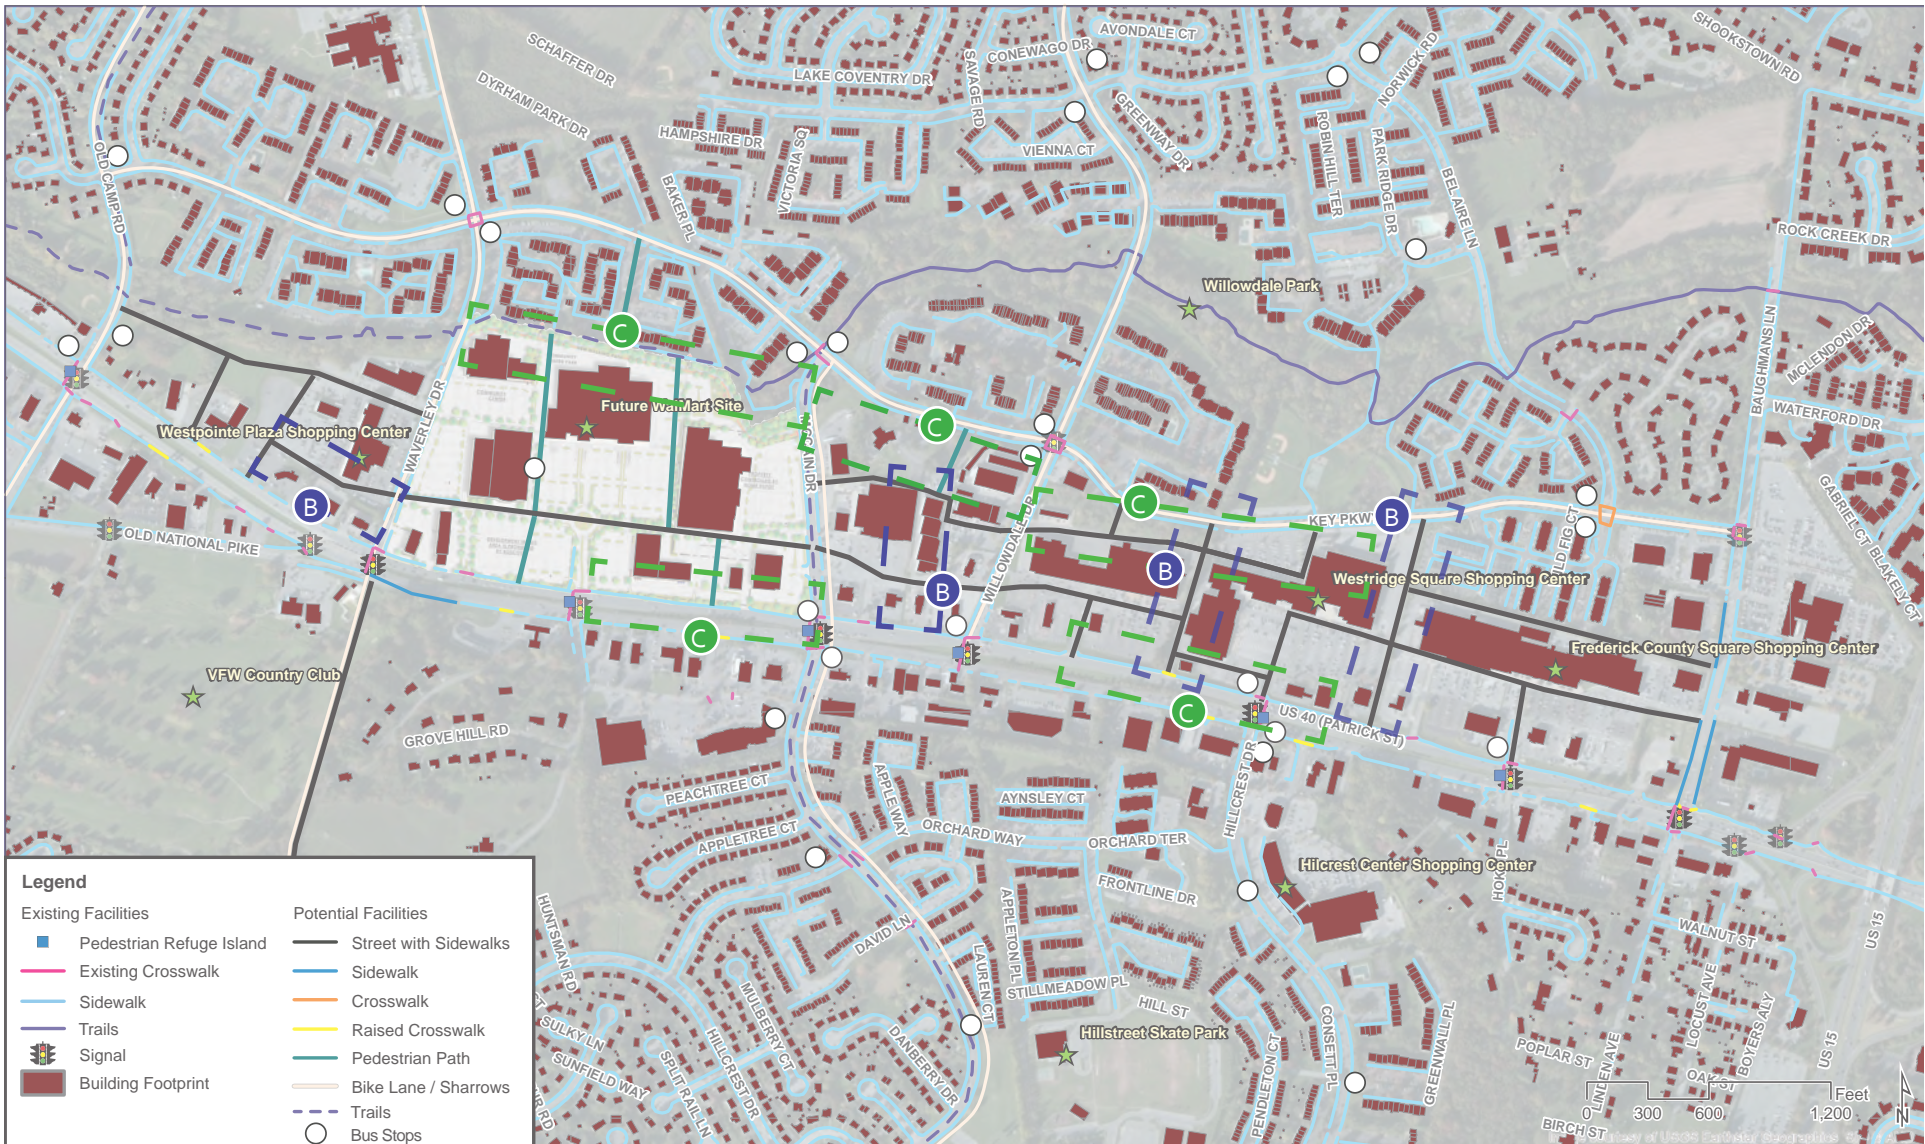 SCHAFFER DR
DYRHAM PARK DR
LAKE COVENTRY DR
SAVAGE RD
CONEWAGO DR
AVONDALE CT
NORWICK RD
SHOOKSTOWN RD
HAMPSHIRE DR
VICTORIA SQ
BAKER PL
VIENNA CT
GREENWAY DR
ROBIN HILL TER
PARK RIDGE DR
BEL AIRE LN
OLD CAMP RD
ROCK CREEK DR
Willowdale Park
BAUGHMANS LN
MCLENDON DR
WATERFORD DR
GABRIEL CT
BLAKELY CT
C
Future WalMart Site
Westpointe Plaza Shopping Center
WAVERLEY DR
C
C
B
B
KEY PKWY
OLD NATIONAL PIKE
WILLOWDALE DR
B
B
Westridge Square Shopping Center
Frederick County Square Shopping Center
C
C
VFW Country Club
GROVE HILL RD
US 40 (PATRICK ST)
PEACHTREE CT
APPLETREE CT
APPLE WAY
ORCHARD WAY
AYNSLEY CT
ORCHARD TER
HILLCREST DR
Hilcrest Center Shopping Center
FRONTLINE DR
APPLETON PL
DAVID LN
LAUREN CT
STILLMEADOW PL
HILL ST
Hillstreet Skate Park
HUNTSMAN RD
SULKY LN
SUNFIELD WAY
SPLIT RAIL LN
HILLCREST DR
MULBERRY CT
DANBERRY DR
PENDLETON CT
CONSETT PL
GREENWALL PL
WALNUT ST
LOCUST AVE
BOYERS ALY
POPLAR ST
LINDEN AVE
BIRCH ST
US 15
US 15
Legend
Existing Facilities
Pedestrian Refuge Island
Existing Crosswalk
Sidewalk
Trails
Signal
Building Footprint
Potential Facilities
Street with Sidewalks
Sidewalk
Crosswalk
Raised Crosswalk
Pedestrian Path
Bike Lane / Sharrows
Trails
Bus Stops
Feet
0 300 600 1,200
N